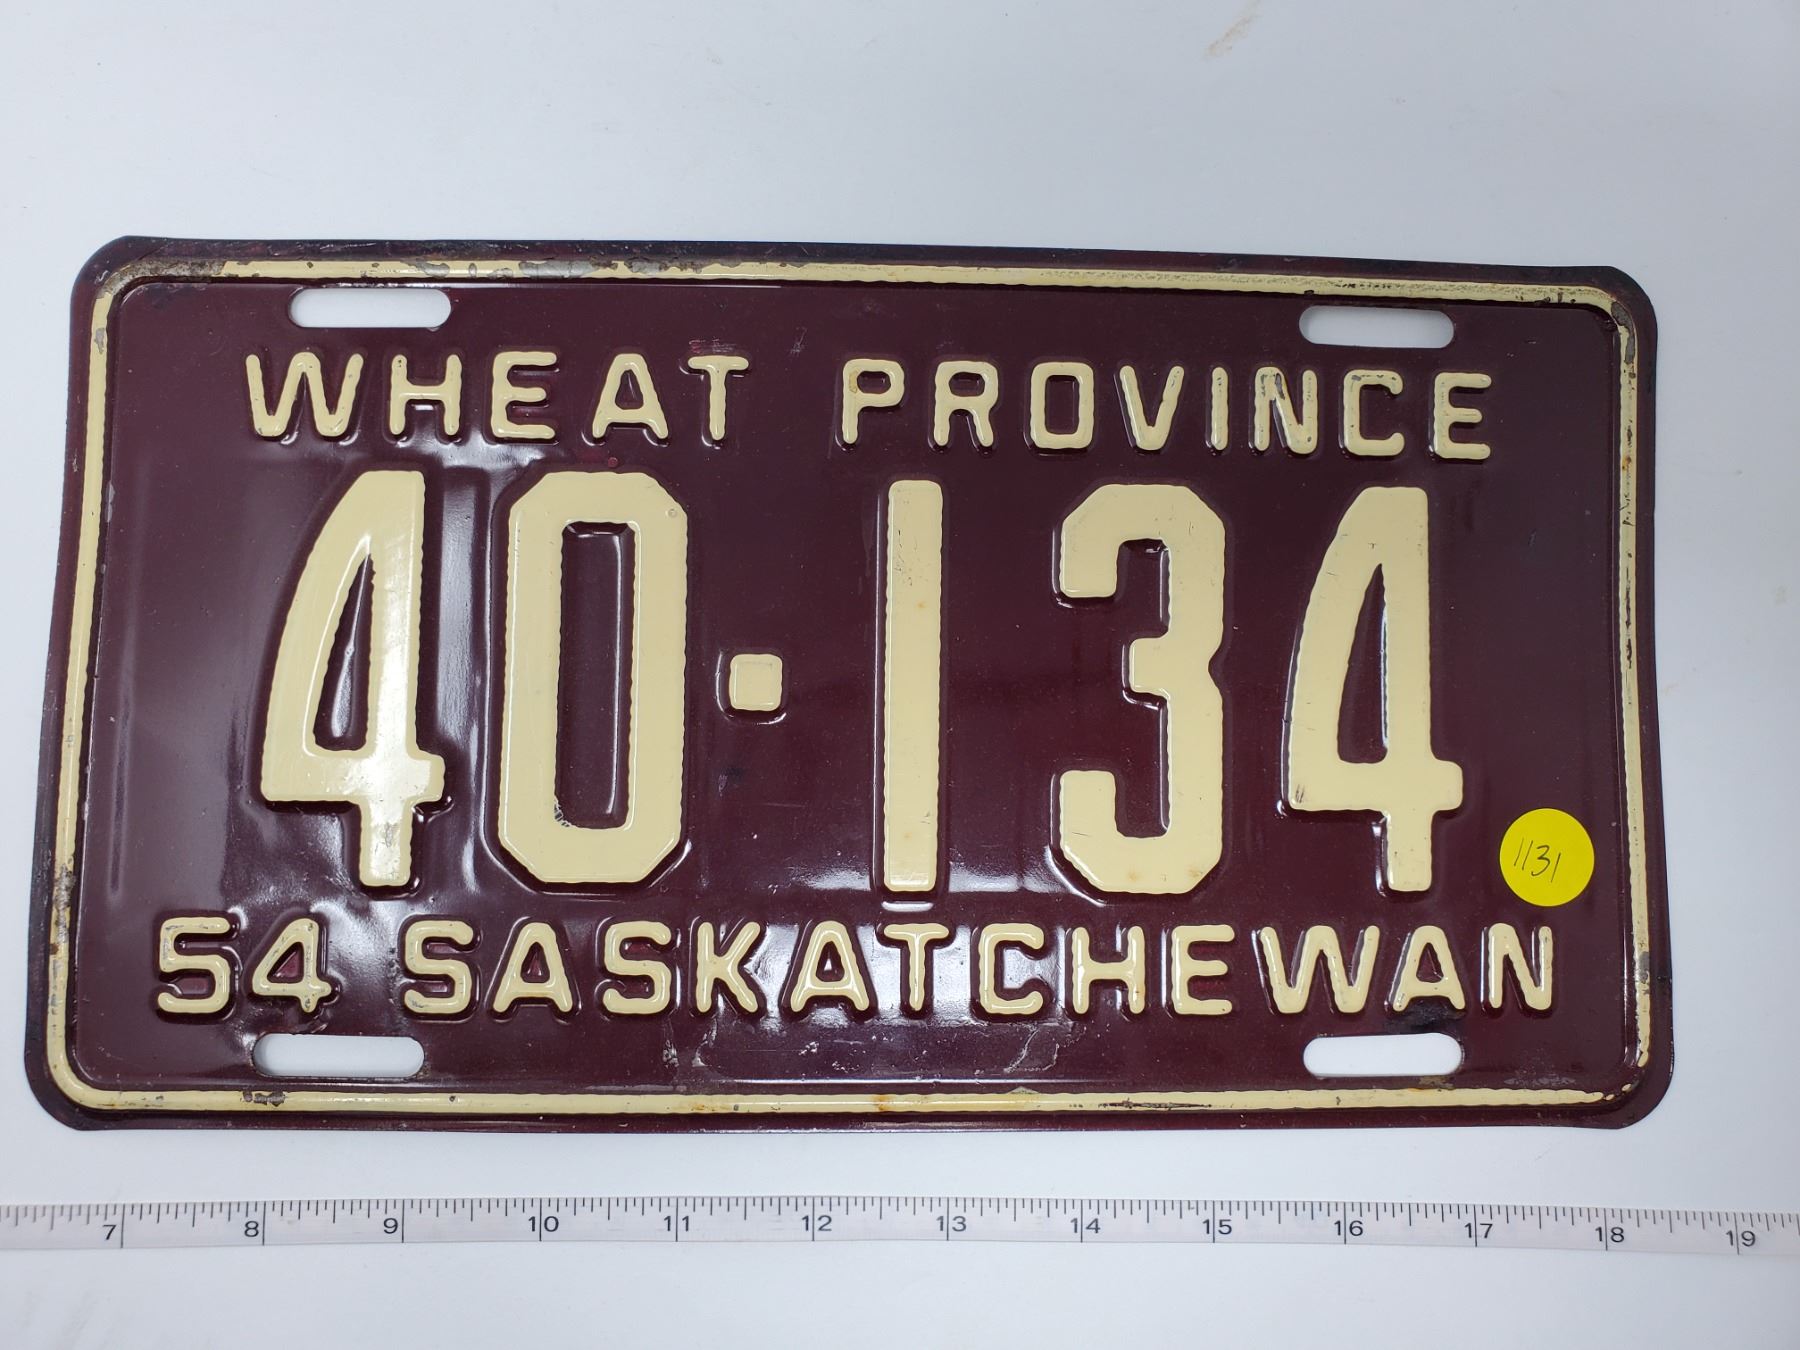 WHEAT PROVINCE
40·134
1131
54 SASKATCHEWAN
7 8 9 10 11 12 13 14 15 16 17 18 19